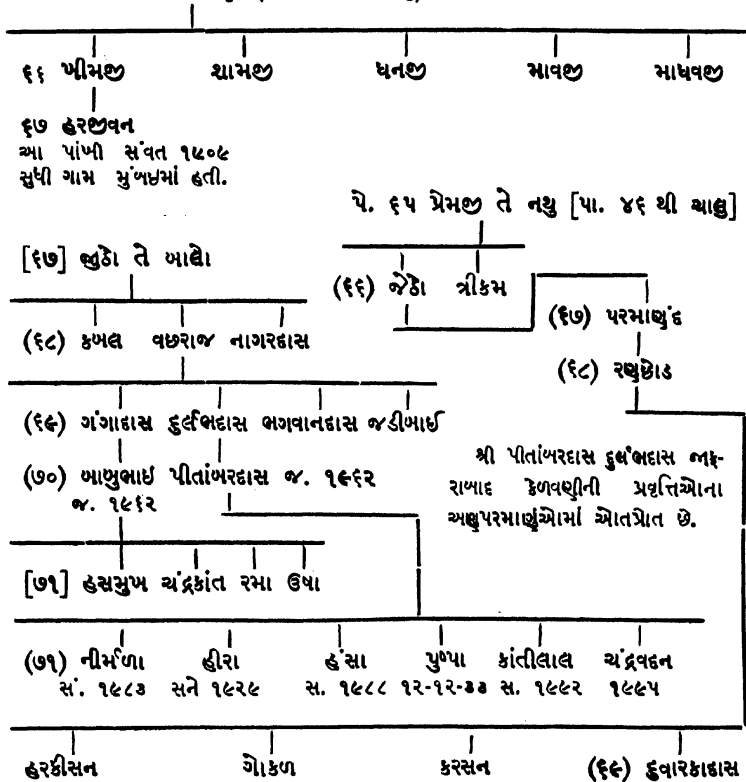 ૬૬ ખીમજી શામજી ધનજી માવજી માધવજી
૬૭ હરજીવન
આ પાંખી સંવત ૧૯૦૯
સુધી ગામ મુંબઈમાં હતી.
પે. ૬૫ પ્રેમજી તે નથુ [પા. ૪૬ થી ચાલુ]
[૬૭] જીઠો તે બાલો
(૬૬) જેઠો ત્રીકમ
(૬૭) પરમાણંદ
(૬૮) કબલ વછરાજ નાગરદાસ
(૬૮) રણછોડ
(૬૯) ગંગાદાસ દુર્લભદાસ ભગવાનદાસ જડીબાઈ
(૭૦) બાબુભાઈ પીતાંબરદાસ જ. ૧૯૬૨
જ. ૧૯૬૨
શ્રી પીતાંબરદાસ દુર્લભદાસ જાફ-
રાબાદ કેળવણીની પ્રવૃત્તિઓના
અણુપરમાણુંઓમાં ઓતપ્રોત છે.
[૭૧] હસમુખ ચંદ્રકાંત રમા ઉષા
(૭૧) નીર્મળા હીરા હંસા પુષ્પા કાંતીલાલ ચંદ્રવદન
સં. ૧૯૮૩ સને ૧૯૨૯ સ. ૧૯૮૮ ૧૨-૧૨-૩૩ સ. ૧૯૯૨ ૧૯૯૫
હરકીસન ગોકળ કરસન (૬૯) દુવારકાદાસ